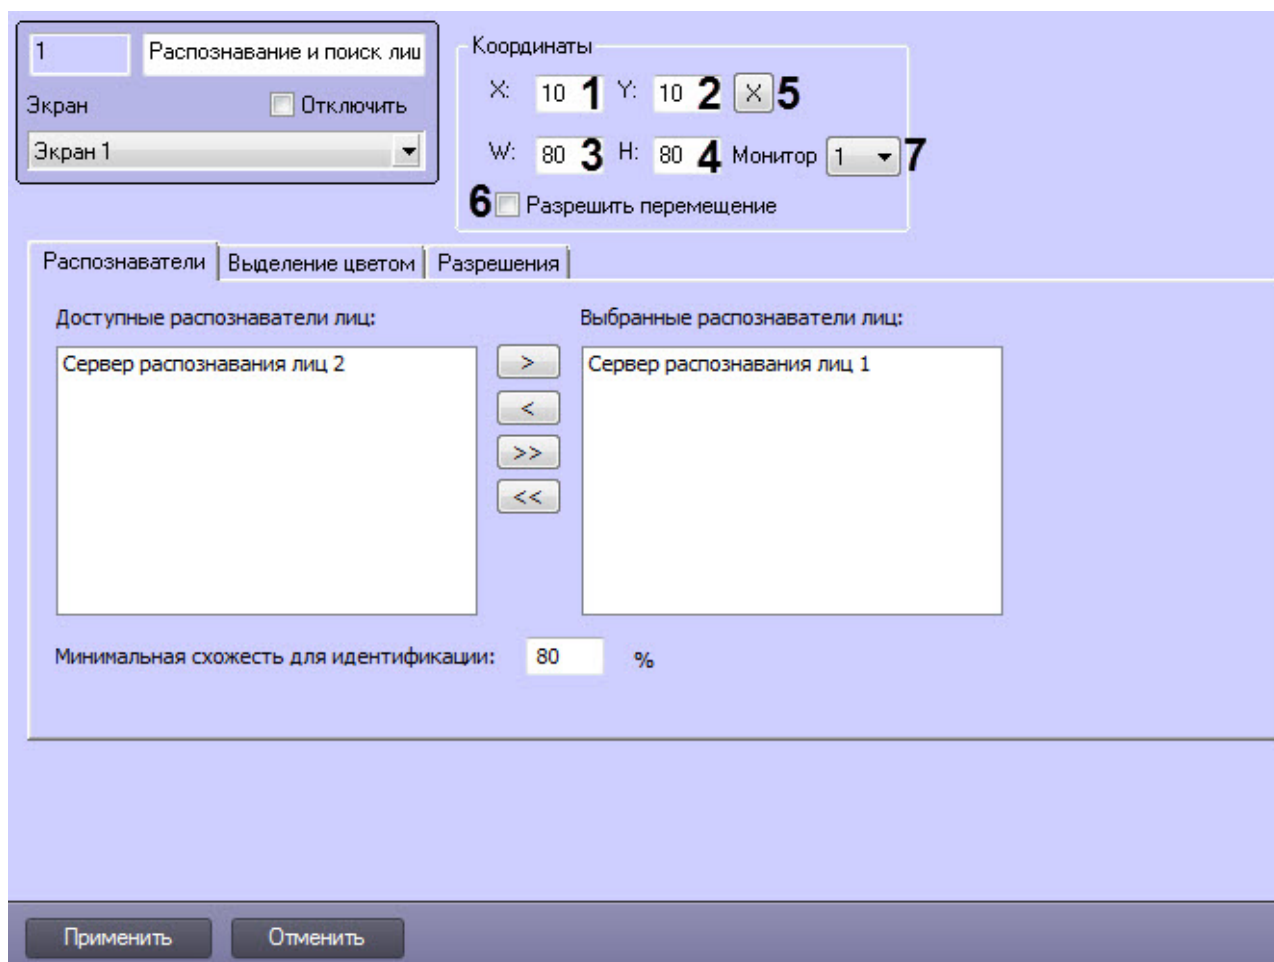 1 Распознавание и поиск лиц
Экран Отключить
Экран 1
Координаты
X: 10 1 Y: 10 2 X 5
W: 80 3 H: 80 4 Монитор 1 7
6 Разрешить перемещение
Распознаватели Выделение цветом Разрешения
Доступные распознаватели лиц: Выбранные распознаватели лиц:
Сервер распознавания лиц 2 > Сервер распознавания лиц 1
<
>>
<<
Минимальная схожесть для идентификации: 80 %
Применить Отменить